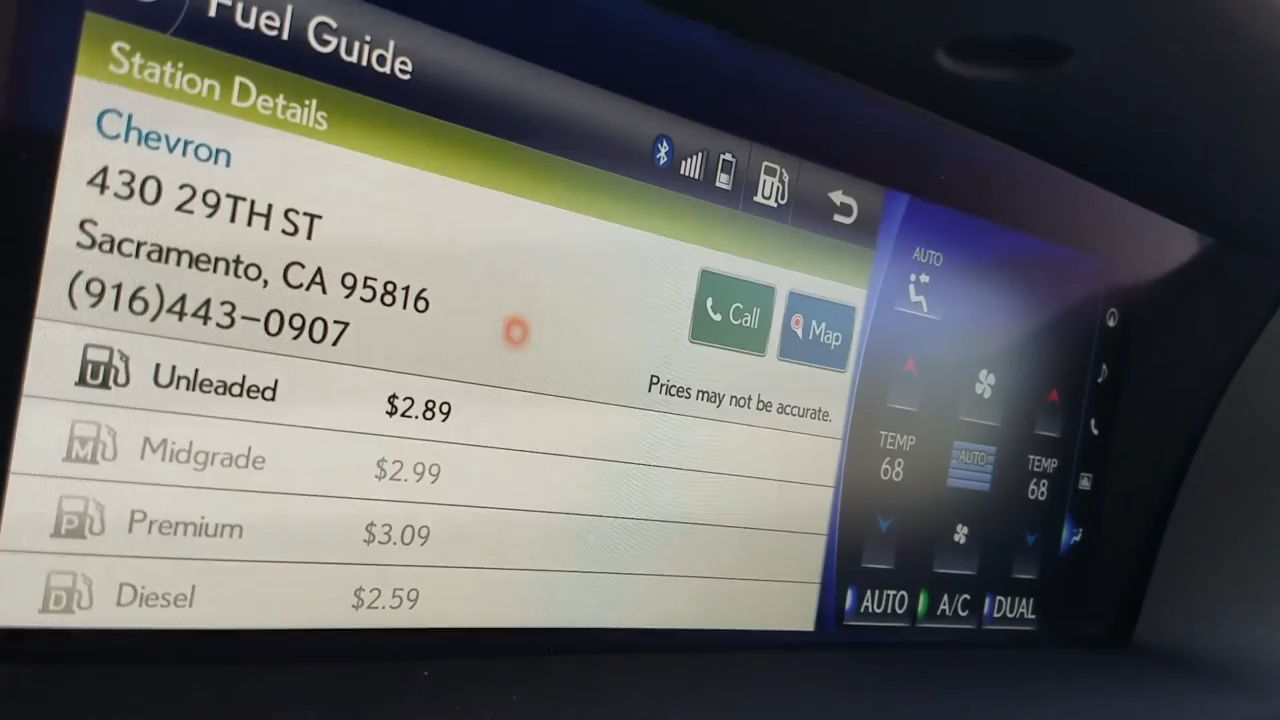 Fuel Guide
Station Details
Chevron
430 29TH ST
Sacramento, CA 95816
(916)443-0907
Call
Map
Prices may not be accurate.
U Unleaded $2.89
M Midgrade $2.99
P Premium $3.09
D Diesel $2.59
U
AUTO
TEMP
68
AUTO
TEMP
68
AUTO
A/C
DUAL